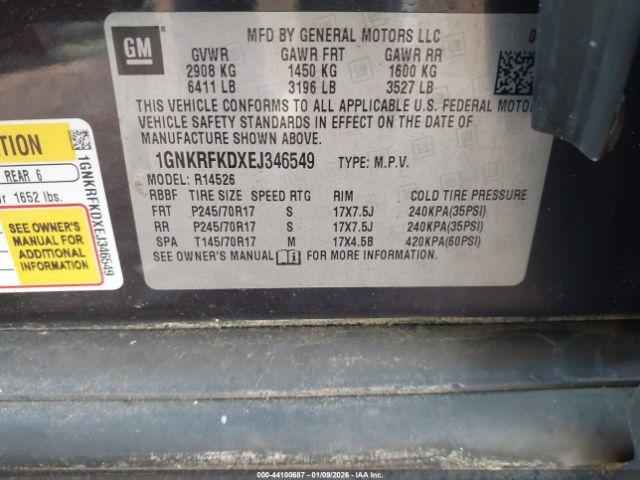 GM
MFD BY GENERAL MOTORS LLC 0
GVWR GAWR FRT GAWR RR
2908 KG 1450 KG 1600 KG
6411 LB 3196 LB 3527 LB
THIS VEHICLE CONFORMS TO ALL APPLICABLE U.S. FEDERAL MOTOR
VEHICLE SAFETY STANDARDS IN EFFECT ON THE DATE OF
MANUFACTURE SHOWN ABOVE.
1GNKRFKDXEJ346549 TYPE: M.P.V.
MODEL: R14526
RBBF TIRE SIZE SPEED RTG RIM COLD TIRE PRESSURE
FRT P245/70R17 S 17X7.5J 240KPA(35PSI)
RR P245/70R17 S 17X7.5J 240KPA(35PSI)
SPA T145/70R17 M 17X4.5B 420KPA(60PSI)
SEE OWNER'S MANUAL FOR MORE INFORMATION.
TION
REAR 6
r 1652 lbs.
SEE OWNER'S
MANUAL FOR
ADDITIONAL
INFORMATION
1GNKRFKDXEJ346549
000-44100687 - 01/09/2026 - IAAI.COM